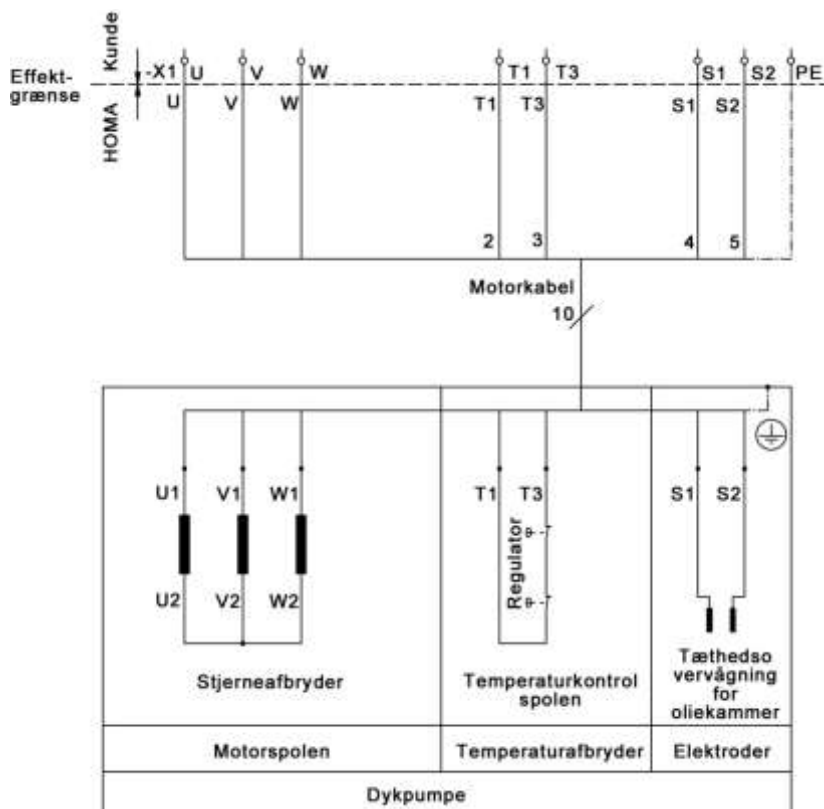 Kunde
-X1 U V W T1 T3 S1 S2 PE
Effekt-
grænse
HOMA
U V W T1 T3 S1 S2
2 3 4 5
Motorkabel
10
U1 V1 W1 T1 T3 S1 S2
Regulator
U2 V2 W2
Stjerneafbryder
Temperaturkontrol
spolen
Tæthedso
vervågning
for
oliekammer
Motorspolen Temperaturafbryder Elektroder
Dykpumpe